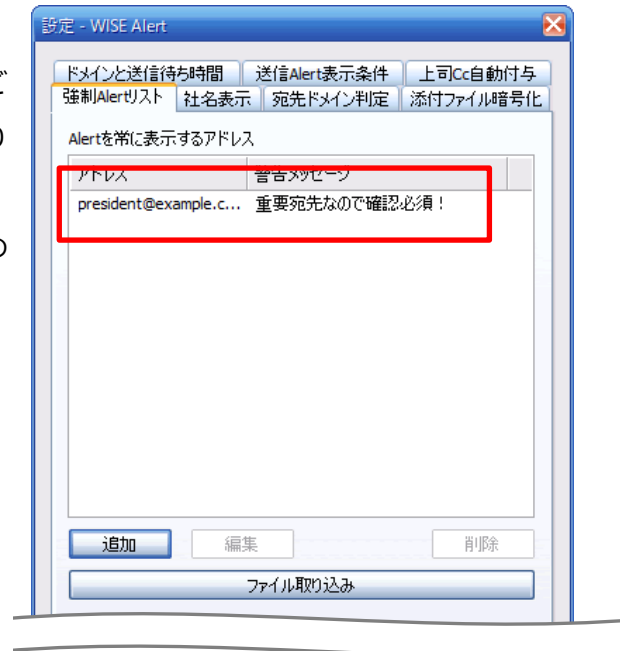 設定 - WISE Alert
ドメインと送信待ち時間 送信Alert表示条件 上司Cc自動付与
強制Alertリスト 社名表示 宛先ドメイン判定 添付ファイル暗号化
Alertを常に表示するアドレス
アドレス 警告メッセージ
president@example.c... 重要宛先なので確認必須！
追加 編集 削除
ファイル取り込み